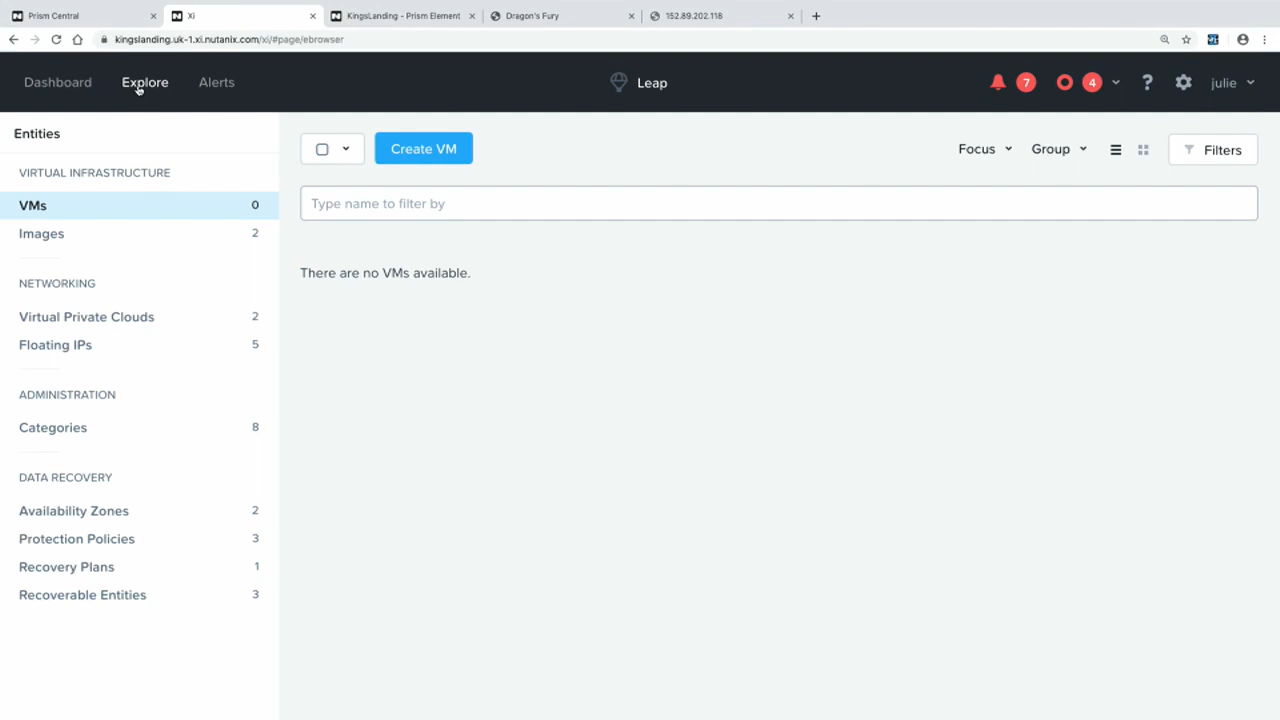 Prism Central
Xi
KingsLanding - Prism Element
Dragon's Fury
152.89.202.118
kingslanding.uk-1.xi.nutanix.com/xi/#page/ebrowser
Dashboard Explore Alerts Leap 7 4 ? julie
Entities
VIRTUAL INFRASTRUCTURE
VMs 0
Images 2
NETWORKING
Virtual Private Clouds 2
Floating IPs 5
ADMINISTRATION
Categories 8
DATA RECOVERY
Availability Zones 2
Protection Policies 3
Recovery Plans 1
Recoverable Entities 3
Create VM Focus Group Filters
Type name to filter by
There are no VMs available.